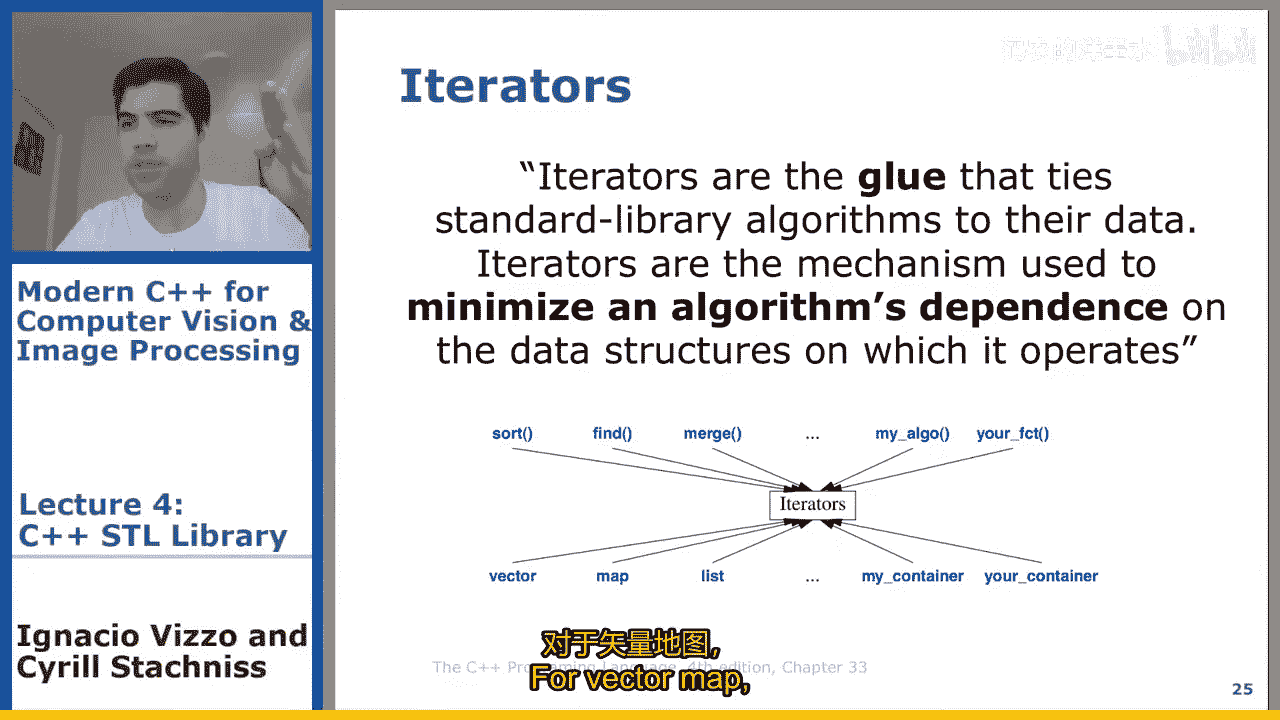 Iterators
“Iterators are the glue that ties
standard-library algorithms to their data.
Iterators are the mechanism used to
minimize an algorithm’s dependence on
the data structures on which it operates”
sort() find() merge() ... my_algo() your_fct()
Iterators
vector map list ... my_container your_container
The C++ Programing Language, 4th edition, Chapter 33
25
Modern C++ for
Computer Vision &
Image Processing
Lecture 4:
C++ STL Library
Ignacio Vizzo and
Cyrill Stachniss
对于矢量地图，
For vector map,
bilibili